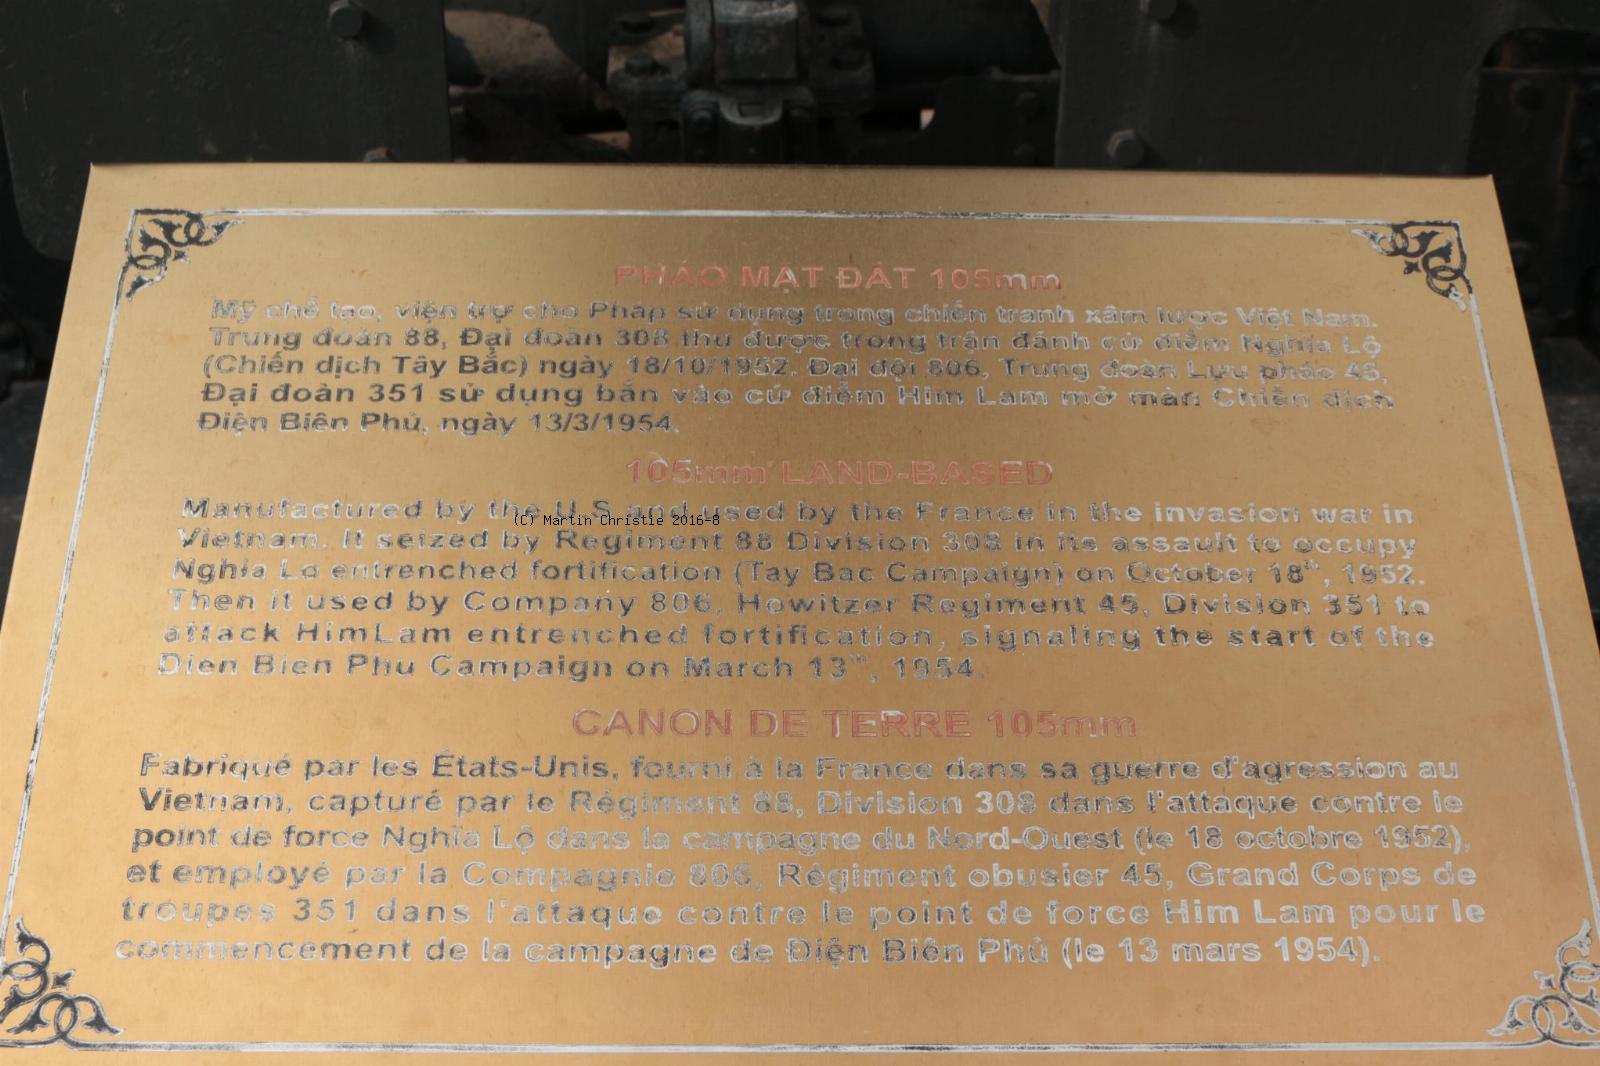 PHÁO MẶT ĐẤT 105mm
Mỹ chế tạo, viện trợ cho Pháp sử dụng trong chiến tranh xâm lược Việt Nam.
Trung đoàn 88, Đại đoàn 308 thu được trong trận đánh cứ điểm Nghĩa Lộ
(Chiến dịch Tây Bắc) ngày 18/10/1952. Đại đội 806, Trung đoàn Lựu pháo 45,
Đại đoàn 351 sử dụng bắn vào cứ điểm Him Lam mở màn Chiến dịch
Điện Biên Phủ, ngày 13/3/1954.
105mm LAND-BASED
Manufactured by the U.S and used by the France in the invasion war in
(C) Martin Christie 2016-8
Vietnam. It seized by Regiment 88 Division 308 in its assault to occupy
Nghia Lo entrenched fortification (Tay Bac Campaign) on October 18th, 1952.
Then it used by Company 806, Howitzer Regiment 45, Division 351 to
attack HimLam entrenched fortification, signaling the start of the
Dien Bien Phu Campaign on March 13th, 1954.
CANON DE TERRE 105mm
Fabriqué par les États-Unis, fourni à la France dans sa guerre d'agression au
Vietnam, capturé par le Régiment 88, Division 308 dans l'attaque contre le
point de force Nghĩa Lộ dans la campagne du Nord-Ouest (le 18 octobre 1952),
et employé par la Compagnie 806, Régiment obusier 45, Grand Corps de
troupes 351 dans l'attaque contre le point de force Him Lam pour le
commencement de la campagne de Điện Biên Phủ (le 13 mars 1954).